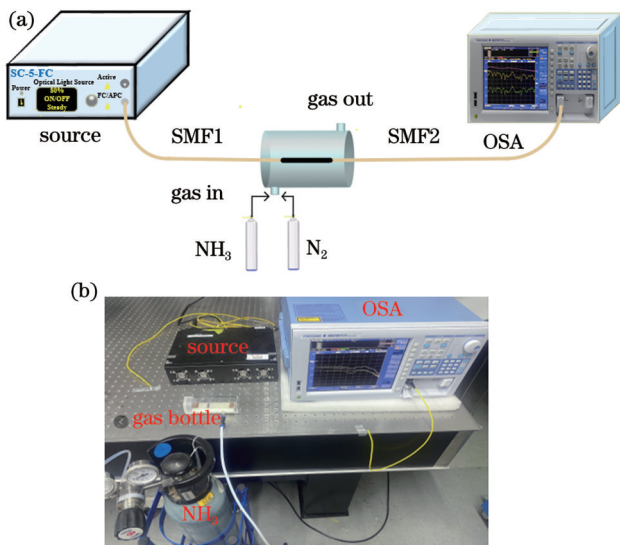 (a)
SC-5-FC
Optical Light Source
Active
Power
50%
ON/OFF
Steady
FC/APC
source
SMF1
gas out
SMF2
OSA
gas in
NH₃
N₂
(b)
OSA
source
gas bottle
NH₃